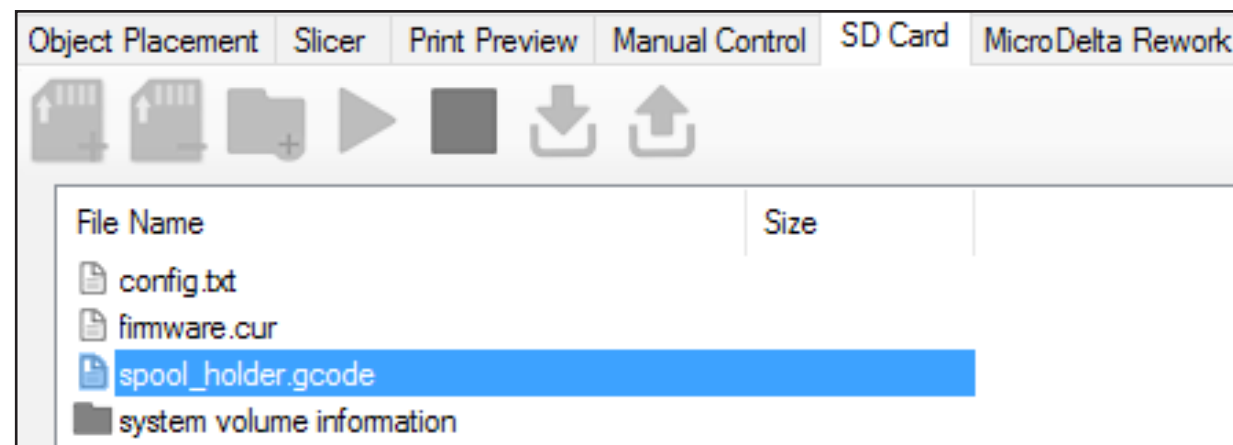 Object Placement Slicer Print Preview Manual Control SD Card MicroDelta Rework
File Name Size
config.txt
firmware.cur
spool_holder.gcode
system volume information